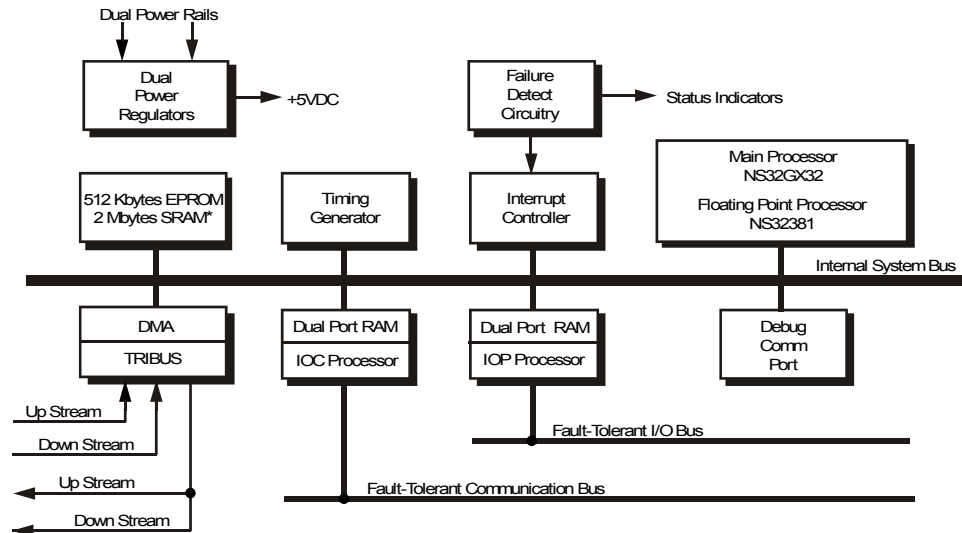 Dual Power Rails
Dual
Power
Regulators
+5VDC
Failure
Detect
Circuitry
Status Indicators
512 Kbytes EPROM
2 Mbytes SRAM*
Timing
Generator
Interrupt
Controller
Main Processor
NS32GX32
Floating Point Processor
NS32381
Internal System Bus
DMA
TRIBUS
Dual Port RAM
IOC Processor
Dual Port RAM
IOP Processor
Debug
Comm
Port
Up Stream
Down Stream
Up Stream
Down Stream
Fault-Tolerant I/O Bus
Fault-Tolerant Communication Bus